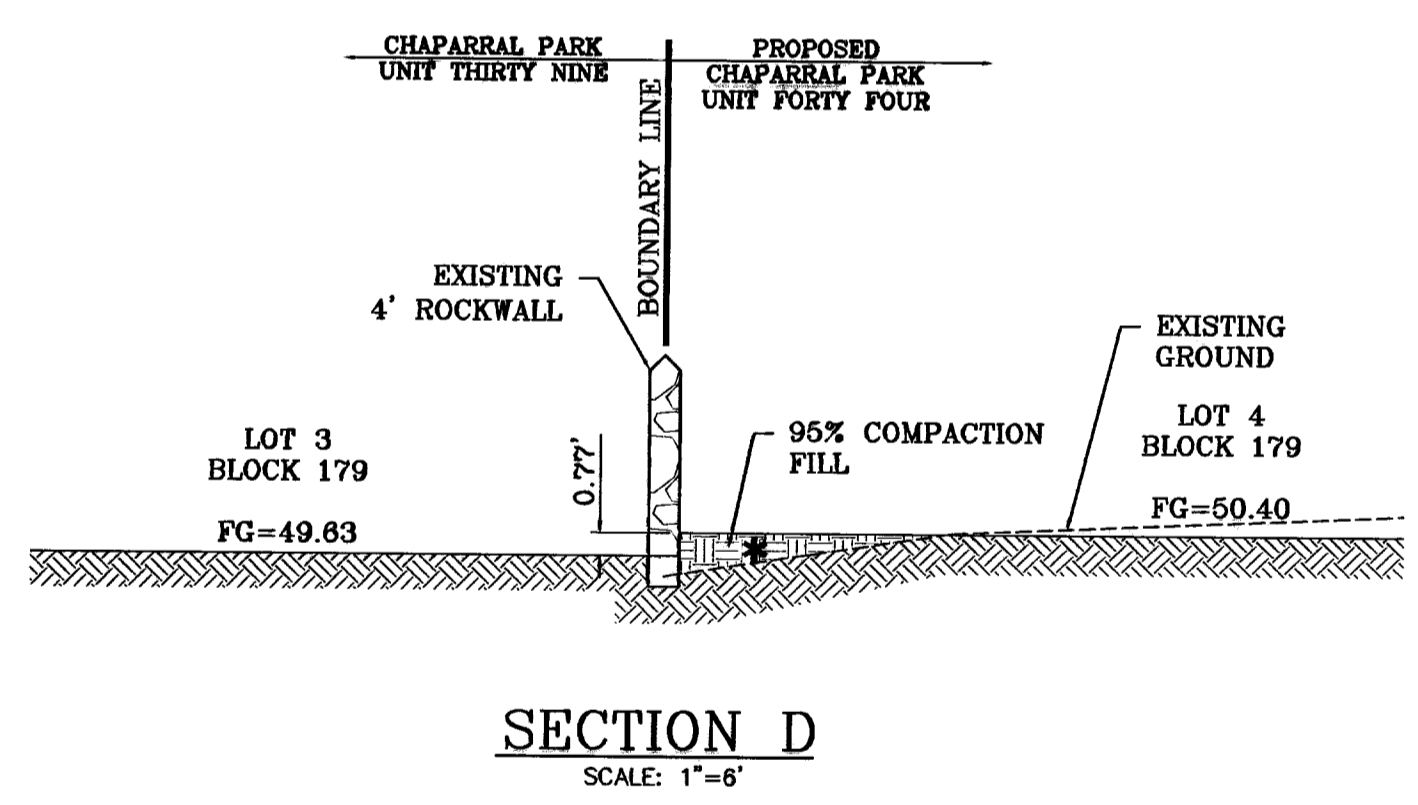 CHAPARRAL PARK
UNIT THIRTY NINE
PROPOSED
CHAPARRAL PARK
UNIT FORTY FOUR
BOUNDARY LINE
EXISTING
4' ROCKWALL
EXISTING
GROUND
LOT 3
BLOCK 179
FG=49.63
0.77'
95% COMPACTION
FILL
*
LOT 4
BLOCK 179
FG=50.40
SECTION D
SCALE: 1"=6'